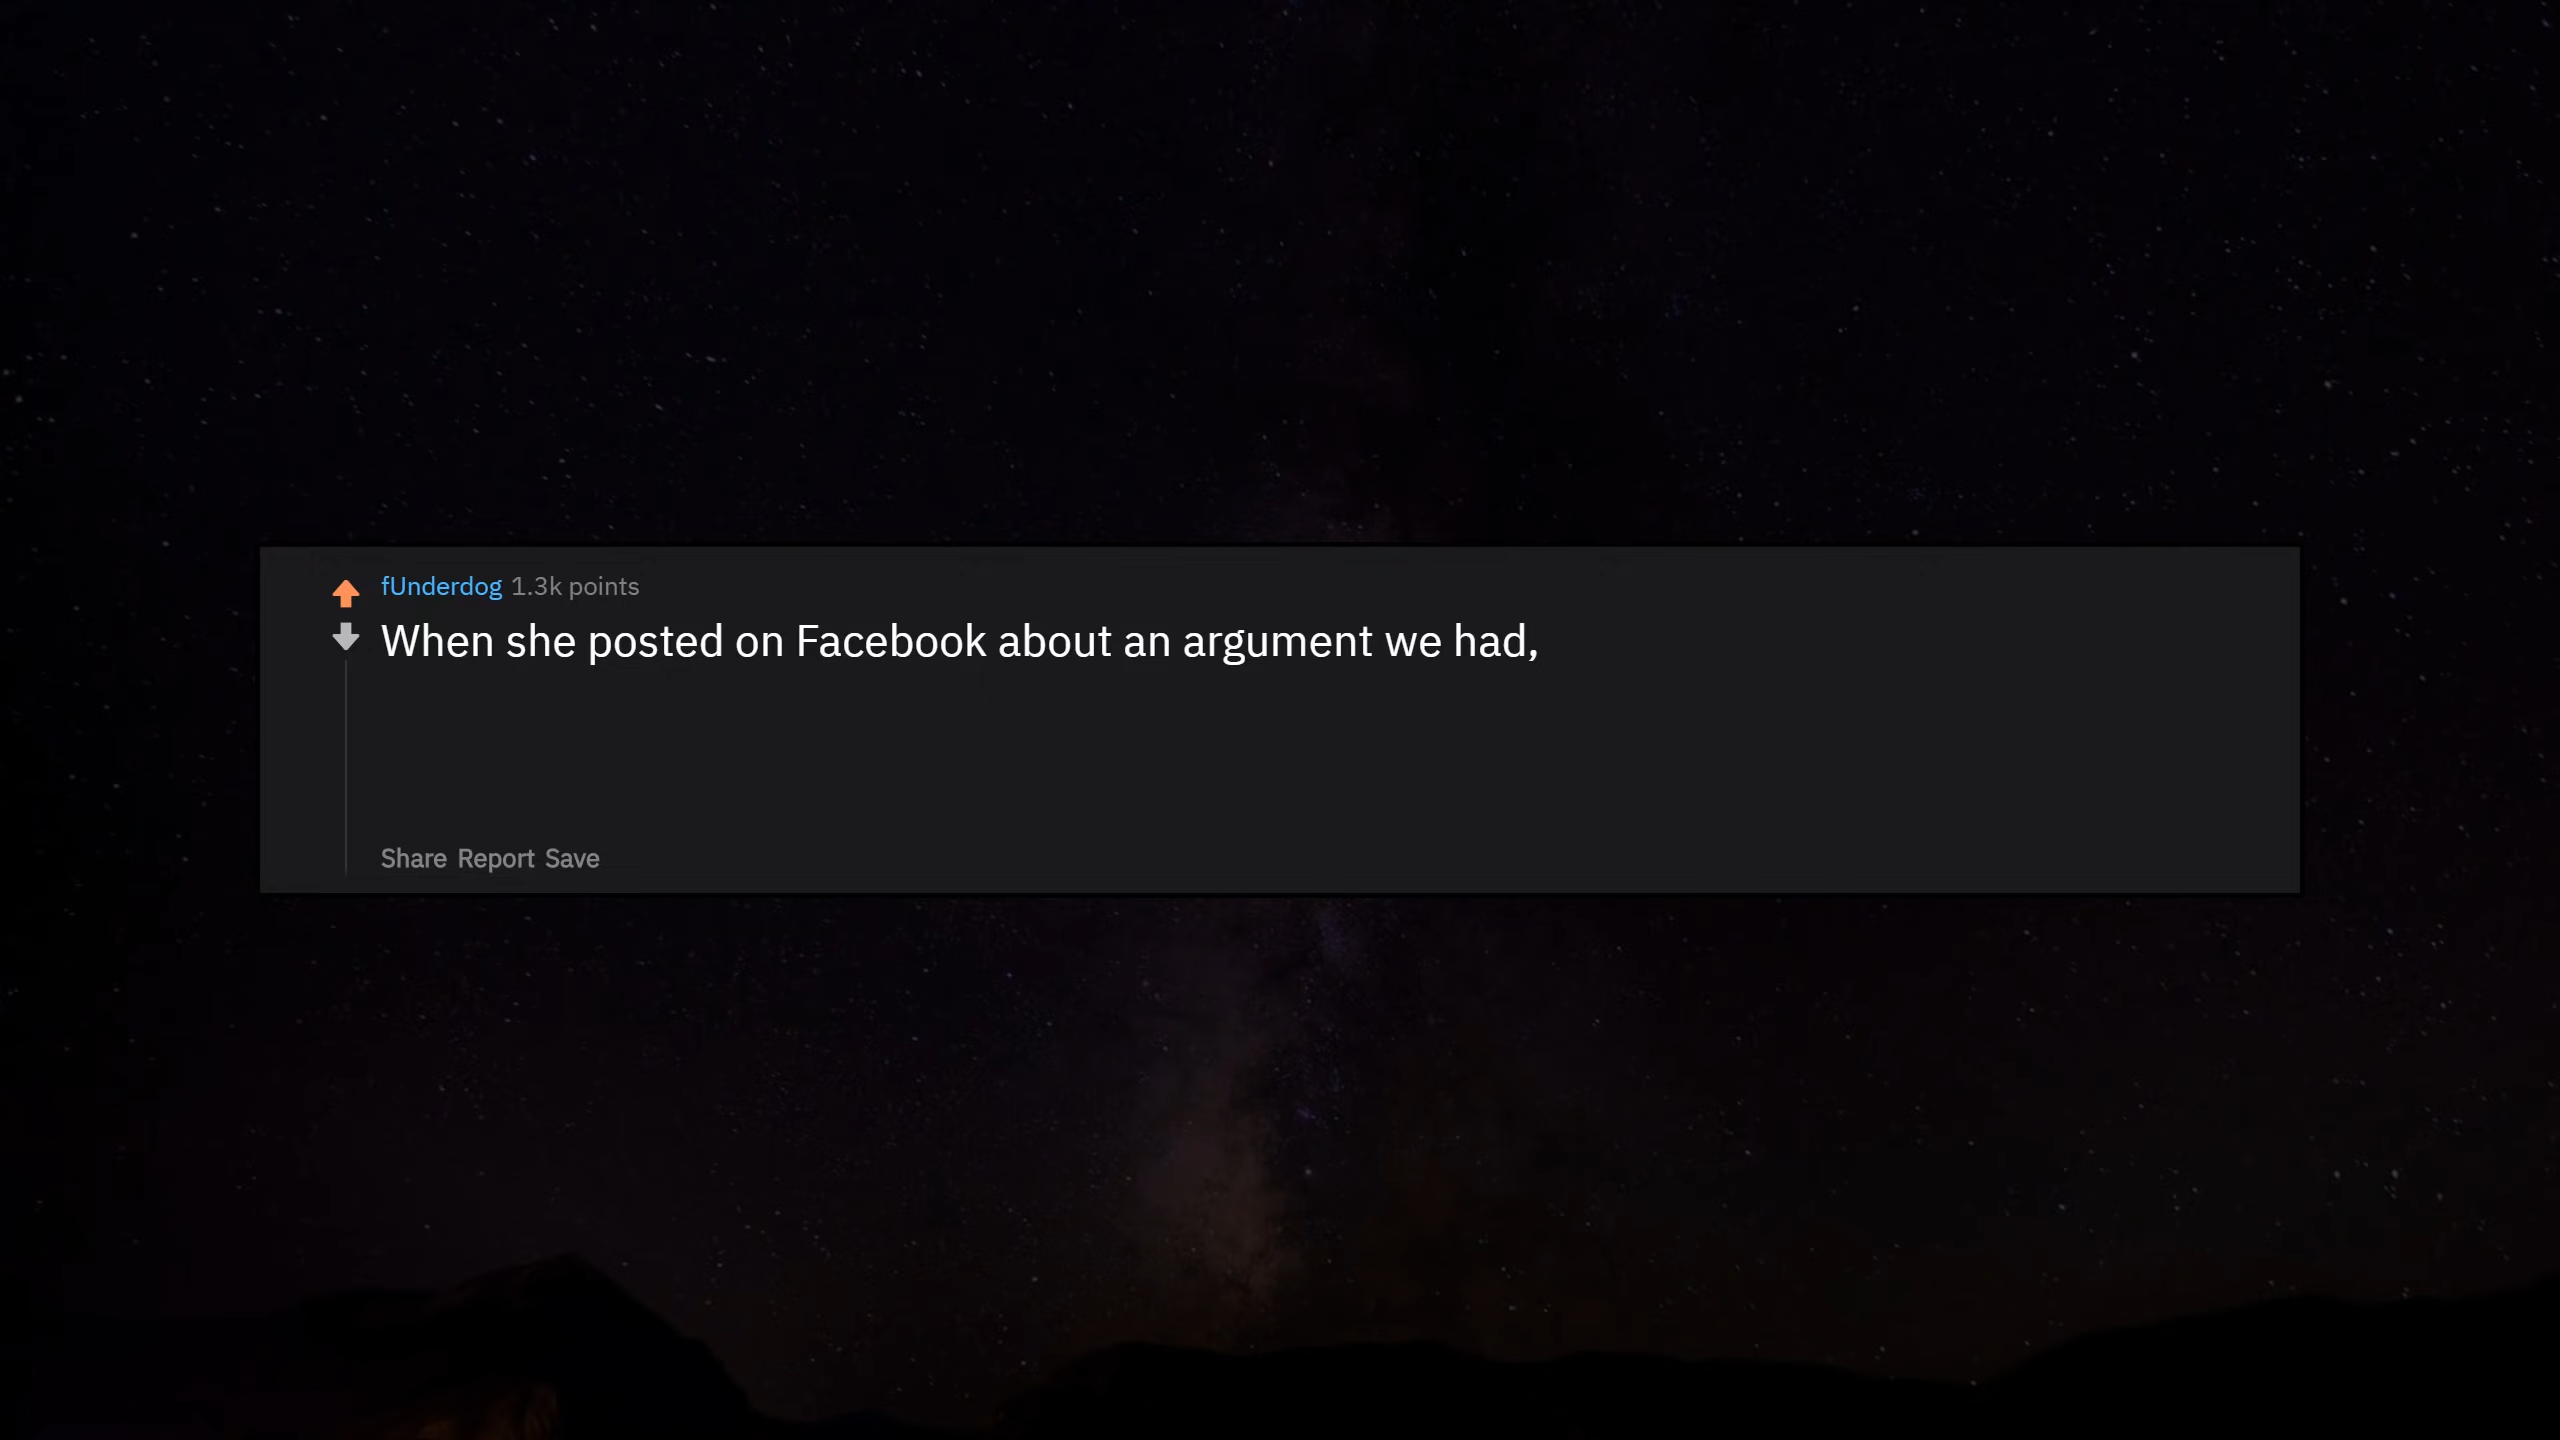 fUnderdog 1.3k points
When she posted on Facebook about an argument we had,
Share Report Save